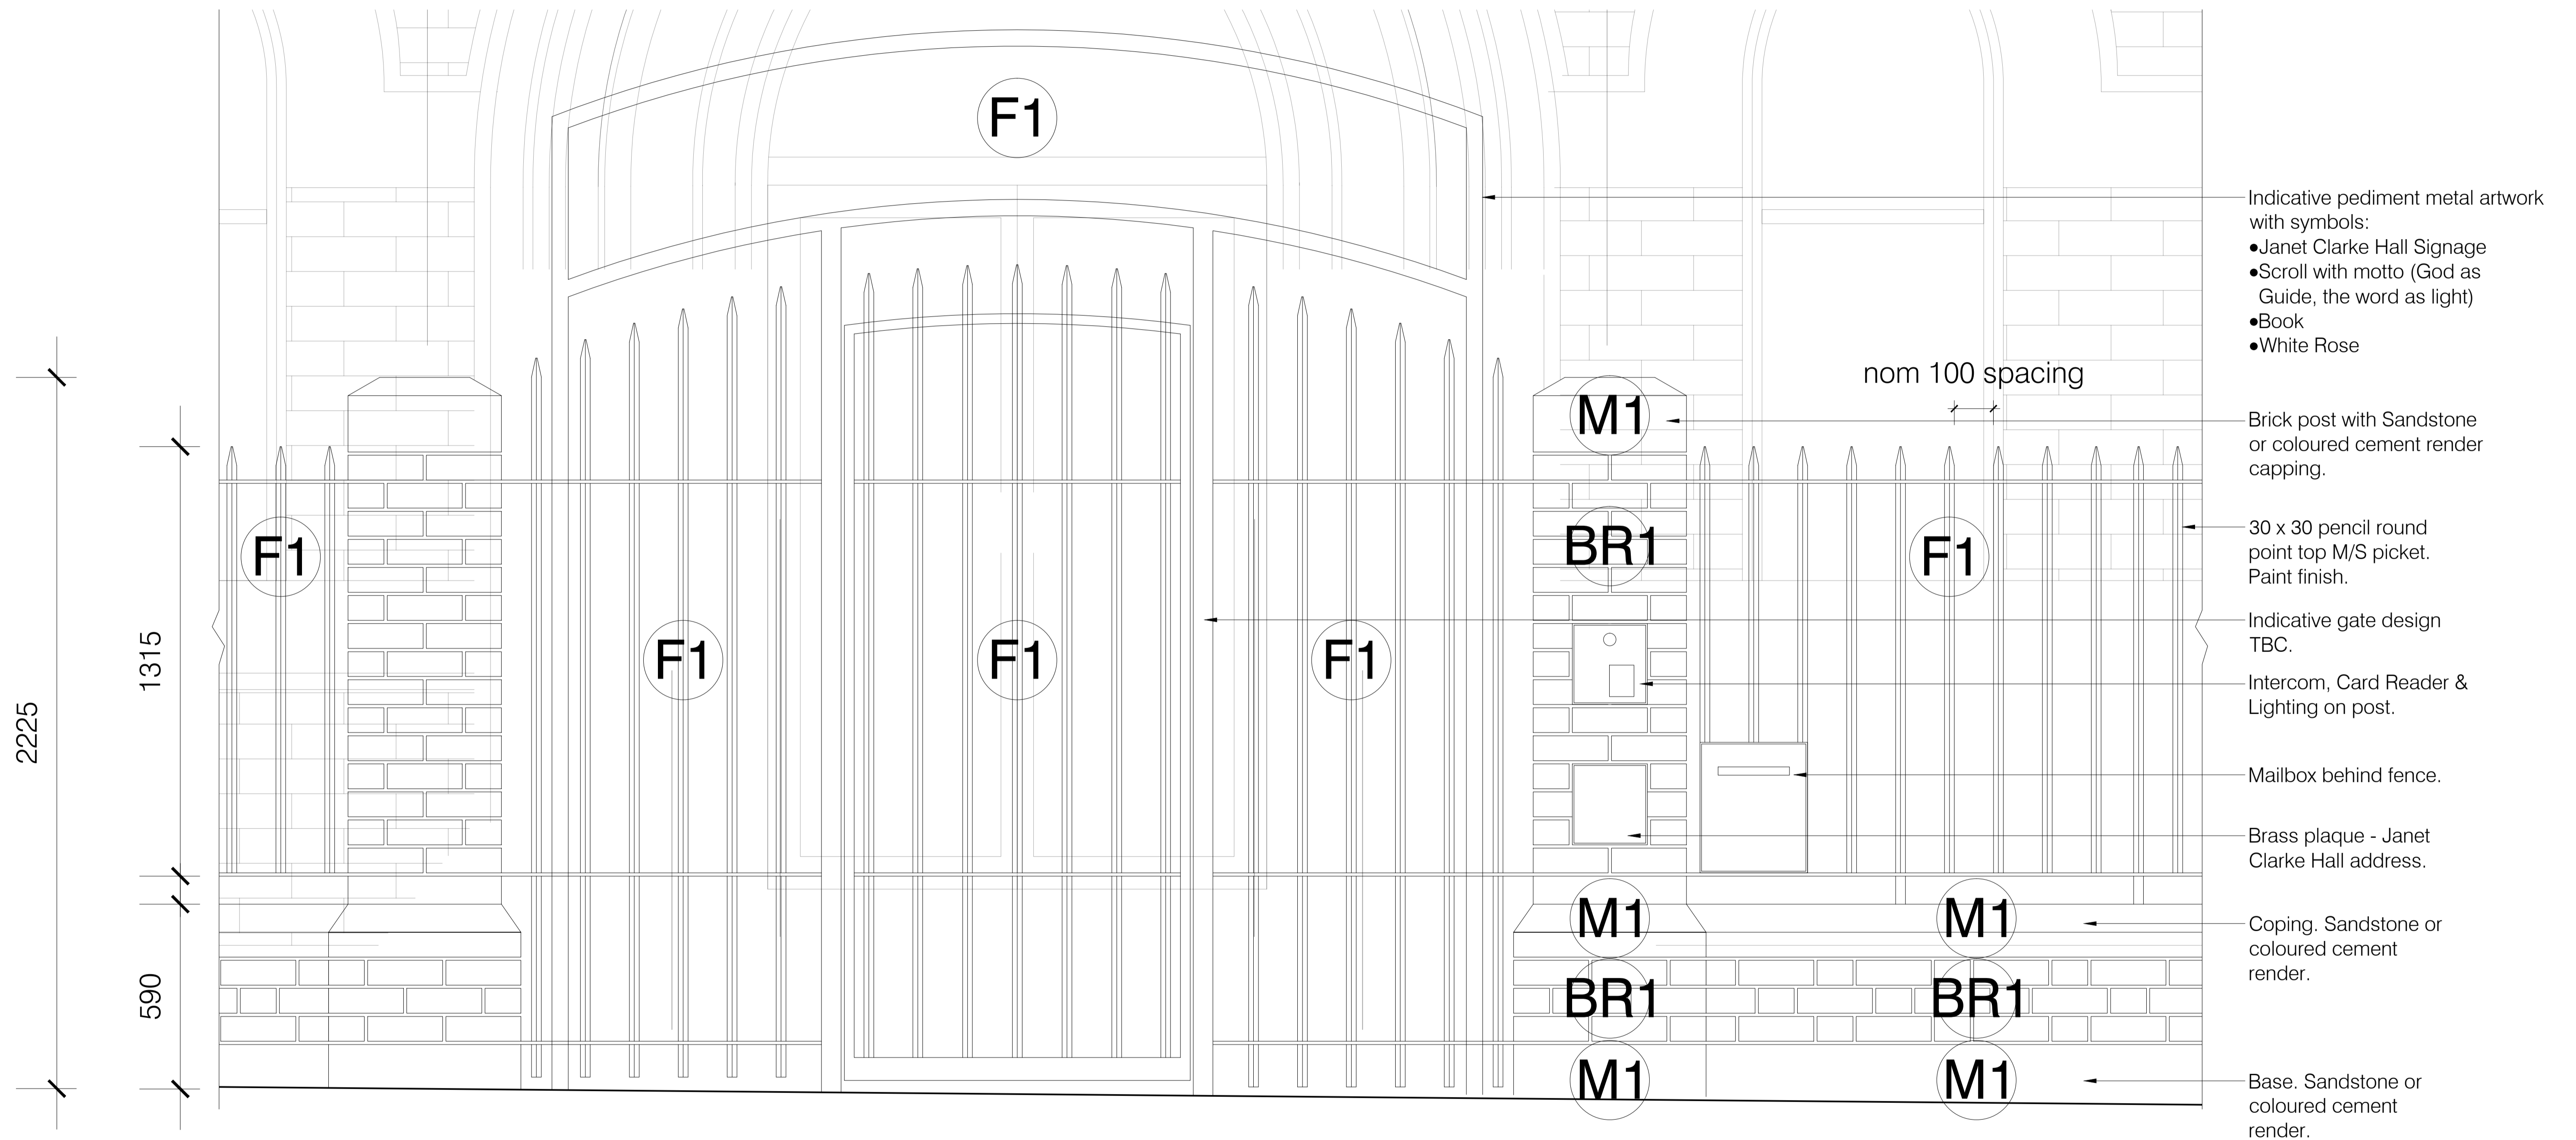 F1
Indicative pediment metal artwork
with symbols:
●Janet Clarke Hall Signage
●Scroll with motto (God as
Guide, the word as light)
●Book
●White Rose
nom 100 spacing
M1
Brick post with Sandstone
or coloured cement render
capping.
F1
BR1
F1
30 x 30 pencil round
point top M/S picket.
Paint finish.
F1
F1
F1
Indicative gate design
TBC.
Intercom, Card Reader &
Lighting on post.
2225
1315
Mailbox behind fence.
Brass plaque - Janet
Clarke Hall address.
M1
M1
Coping. Sandstone or
coloured cement
render.
590
BR1
BR1
M1
M1
Base. Sandstone or
coloured cement
render.